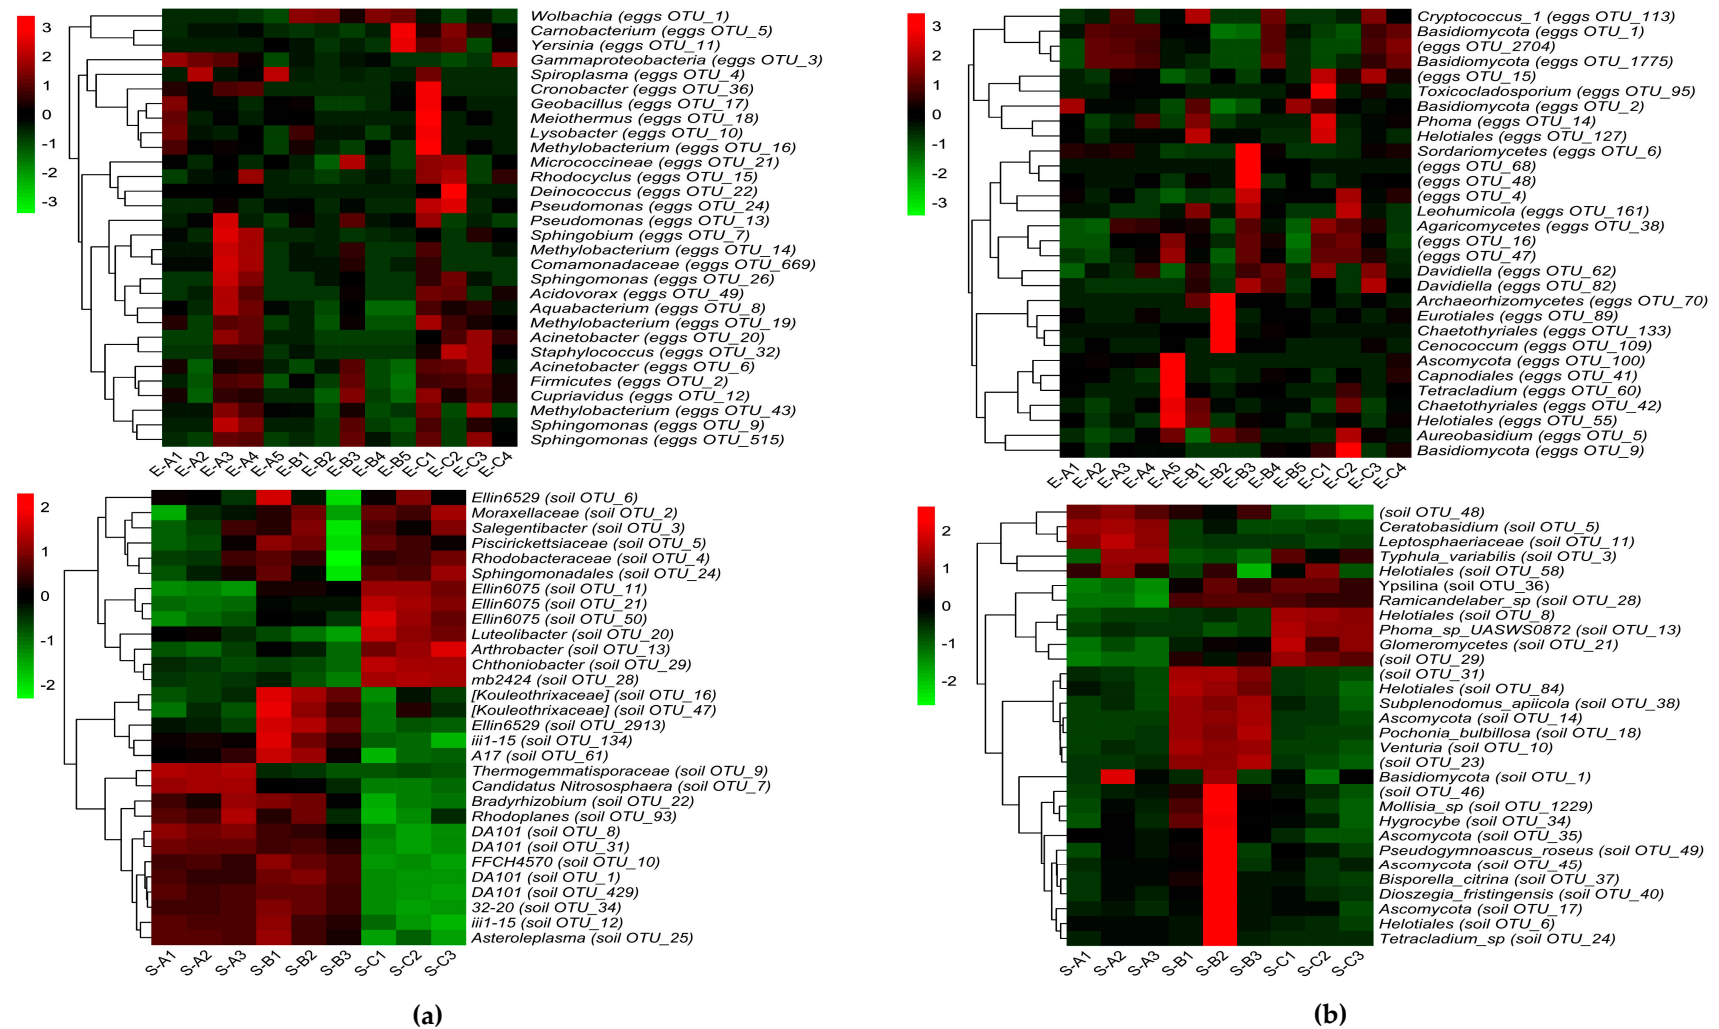 3
2
1
0
-1
-2
-3
Wolbachia (eggs OTU_1)
Carnobacterium (eggs OTU_5)
Yersinia (eggs OTU_11)
Gammaproteobacteria (eggs OTU_3)
Spiroplasma (eggs OTU_4)
Cronobacter (eggs OTU_36)
Geobacillus (eggs OTU_17)
Meiothermus (eggs OTU_18)
Lysobacter (eggs OTU_10)
Methylobacterium (eggs OTU_16)
Micrococcineae (eggs OTU_21)
Rhodocyclus (eggs OTU_15)
Deinococcus (eggs OTU_22)
Pseudomonas (eggs OTU_24)
Pseudomonas (eggs OTU_13)
Sphingobium (eggs OTU_7)
Methylobacterium (eggs OTU_14)
Comamonadaceae (eggs OTU_669)
Sphingomonas (eggs OTU_26)
Acidovorax (eggs OTU_49)
Aquabacterium (eggs OTU_8)
Methylobacterium (eggs OTU_19)
Acinetobacter (eggs OTU_20)
Staphylococcus (eggs OTU_32)
Acinetobacter (eggs OTU_6)
Firmicutes (eggs OTU_2)
Cupriavidus (eggs OTU_12)
Methylobacterium (eggs OTU_43)
Sphingomonas (eggs OTU_9)
Sphingomonas (eggs OTU_515)
E-A1 E-A2 E-A3 E-A4 E-A5 E-B1 E-B2 E-B3 E-B4 E-B5 E-C1 E-C2 E-C3 E-C4
2
1
0
-1
-2
Ellin6529 (soil OTU_6)
Moraxellaceae (soil OTU_2)
Salegentibacter (soil OTU_3)
Piscirickettsiaceae (soil OTU_5)
Rhodobacteraceae (soil OTU_4)
Sphingomonadales (soil OTU_24)
Ellin6075 (soil OTU_11)
Ellin6075 (soil OTU_21)
Ellin6075 (soil OTU_50)
Luteolibacter (soil OTU_20)
Arthrobacter (soil OTU_13)
Chthoniobacter (soil OTU_29)
mb2424 (soil OTU_28)
[Kouleothrixaceae] (soil OTU_16)
[Kouleothrixaceae] (soil OTU_47)
Ellin6529 (soil OTU_2913)
iii1-15 (soil OTU_134)
A17 (soil OTU_61)
Thermogemmatisporaceae (soil OTU_9)
Candidatus Nitrososphaera (soil OTU_7)
Bradyrhizobium (soil OTU_22)
Rhodoplanes (soil OTU_93)
DA101 (soil OTU_8)
DA101 (soil OTU_31)
FFCH4570 (soil OTU_10)
DA101 (soil OTU_1)
DA101 (soil OTU_429)
32-20 (soil OTU_34)
iii1-15 (soil OTU_12)
Asteroleplasma (soil OTU_25)
S-A1 S-A2 S-A3 S-B1 S-B2 S-B3 S-C1 S-C2 S-C3
(a)
3
2
1
0
-1
-2
-3
Cryptococcus_1 (eggs OTU_113)
Basidiomycota (eggs OTU_1)
(eggs OTU_2704)
Basidiomycota (eggs OTU_1775)
(eggs OTU_15)
Toxicocladosporium (eggs OTU_95)
Basidiomycota (eggs OTU_2)
Phoma (eggs OTU_14)
Helotiales (eggs OTU_127)
Sordariomycetes (eggs OTU_6)
(eggs OTU_68)
(eggs OTU_48)
(eggs OTU_4)
Leohumicola (eggs OTU_161)
Agaricomycetes (eggs OTU_38)
(eggs OTU_16)
(eggs OTU_47)
Davidiella (eggs OTU_62)
Davidiella (eggs OTU_82)
Archaeorhizomycetes (eggs OTU_70)
Eurotiales (eggs OTU_89)
Chaetothyriales (eggs OTU_133)
Cenococcum (eggs OTU_109)
Ascomycota (eggs OTU_100)
Capnodiales (eggs OTU_41)
Tetracladium (eggs OTU_60)
Chaetothyriales (eggs OTU_42)
Helotiales (eggs OTU_55)
Aureobasidium (eggs OTU_5)
Basidiomycota (eggs OTU_9)
E-A1 E-A2 E-A3 E-A4 E-A5 E-B1 E-B2 E-B3 E-B4 E-B5 E-C1 E-C2 E-C3 E-C4
2
1
0
-1
-2
(soil OTU_48)
Ceratobasidium (soil OTU_5)
Leptosphaeriaceae (soil OTU_11)
Typhula_variabilis (soil OTU_3)
Helotiales (soil OTU_58)
Ypsilina (soil OTU_36)
Ramicandelaber_sp (soil OTU_28)
Helotiales (soil OTU_8)
Phoma_sp_UASWS0872 (soil OTU_13)
Glomeromycetes (soil OTU_21)
(soil OTU_29)
(soil OTU_31)
Helotiales (soil OTU_84)
Subplenodomus_apiicola (soil OTU_38)
Ascomycota (soil OTU_14)
Pochonia_bulbillosa (soil OTU_18)
Venturia (soil OTU_10)
(soil OTU_23)
Basidiomycota (soil OTU_1)
(soil OTU_46)
Mollisia_sp (soil OTU_1229)
Hygrocybe (soil OTU_34)
Ascomycota (soil OTU_35)
Pseudogymnoascus_roseus (soil OTU_49)
Ascomycota (soil OTU_45)
Bisporella_citrina (soil OTU_37)
Dioszegia_fristingensis (soil OTU_40)
Ascomycota (soil OTU_17)
Helotiales (soil OTU_6)
Tetracladium_sp (soil OTU_24)
S-A1 S-A2 S-A3 S-B1 S-B2 S-B3 S-C1 S-C2 S-C3
(b)